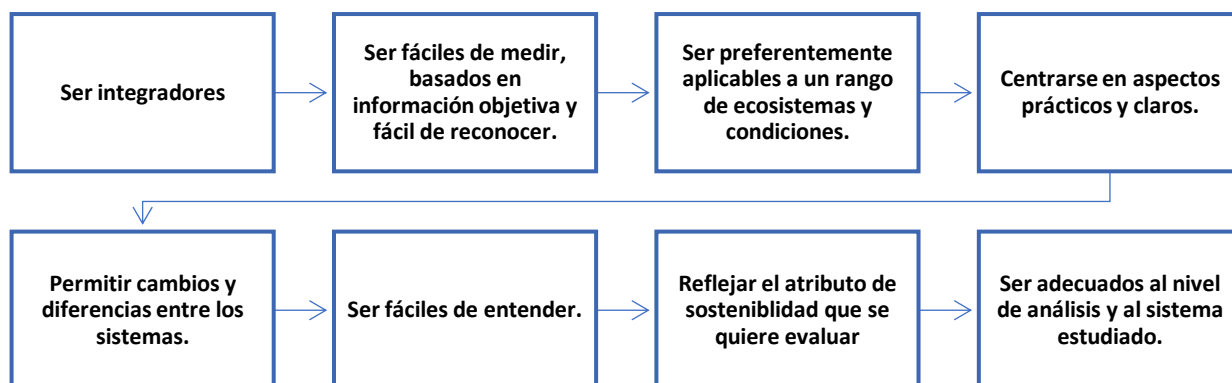 Ser integradores
Ser fáciles de medir,
basados en
información objetiva y
fácil de reconocer.
Ser preferentemente
aplicables a un rango
de ecosistemas y
condiciones.
Centrarse en aspectos
prácticos y claros.
Permitir cambios y
diferencias entre los
sistemas.
Ser fáciles de entender.
Reflejar el atributo de
sosteniblidad que se
quiere evaluar
Ser adecuados al nivel
de análisis y al sistema
estudiado.